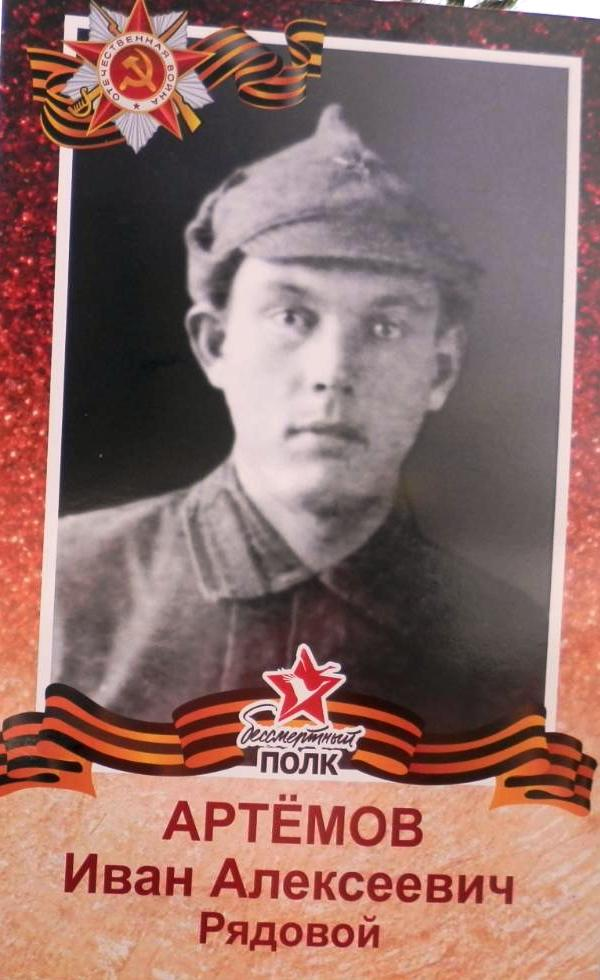 ОТЕЧЕСТВЕННАЯ ВОЙНА
бессмертный
ПОЛК
АРТЁМОВ
Иван Алексеевич
Рядовой